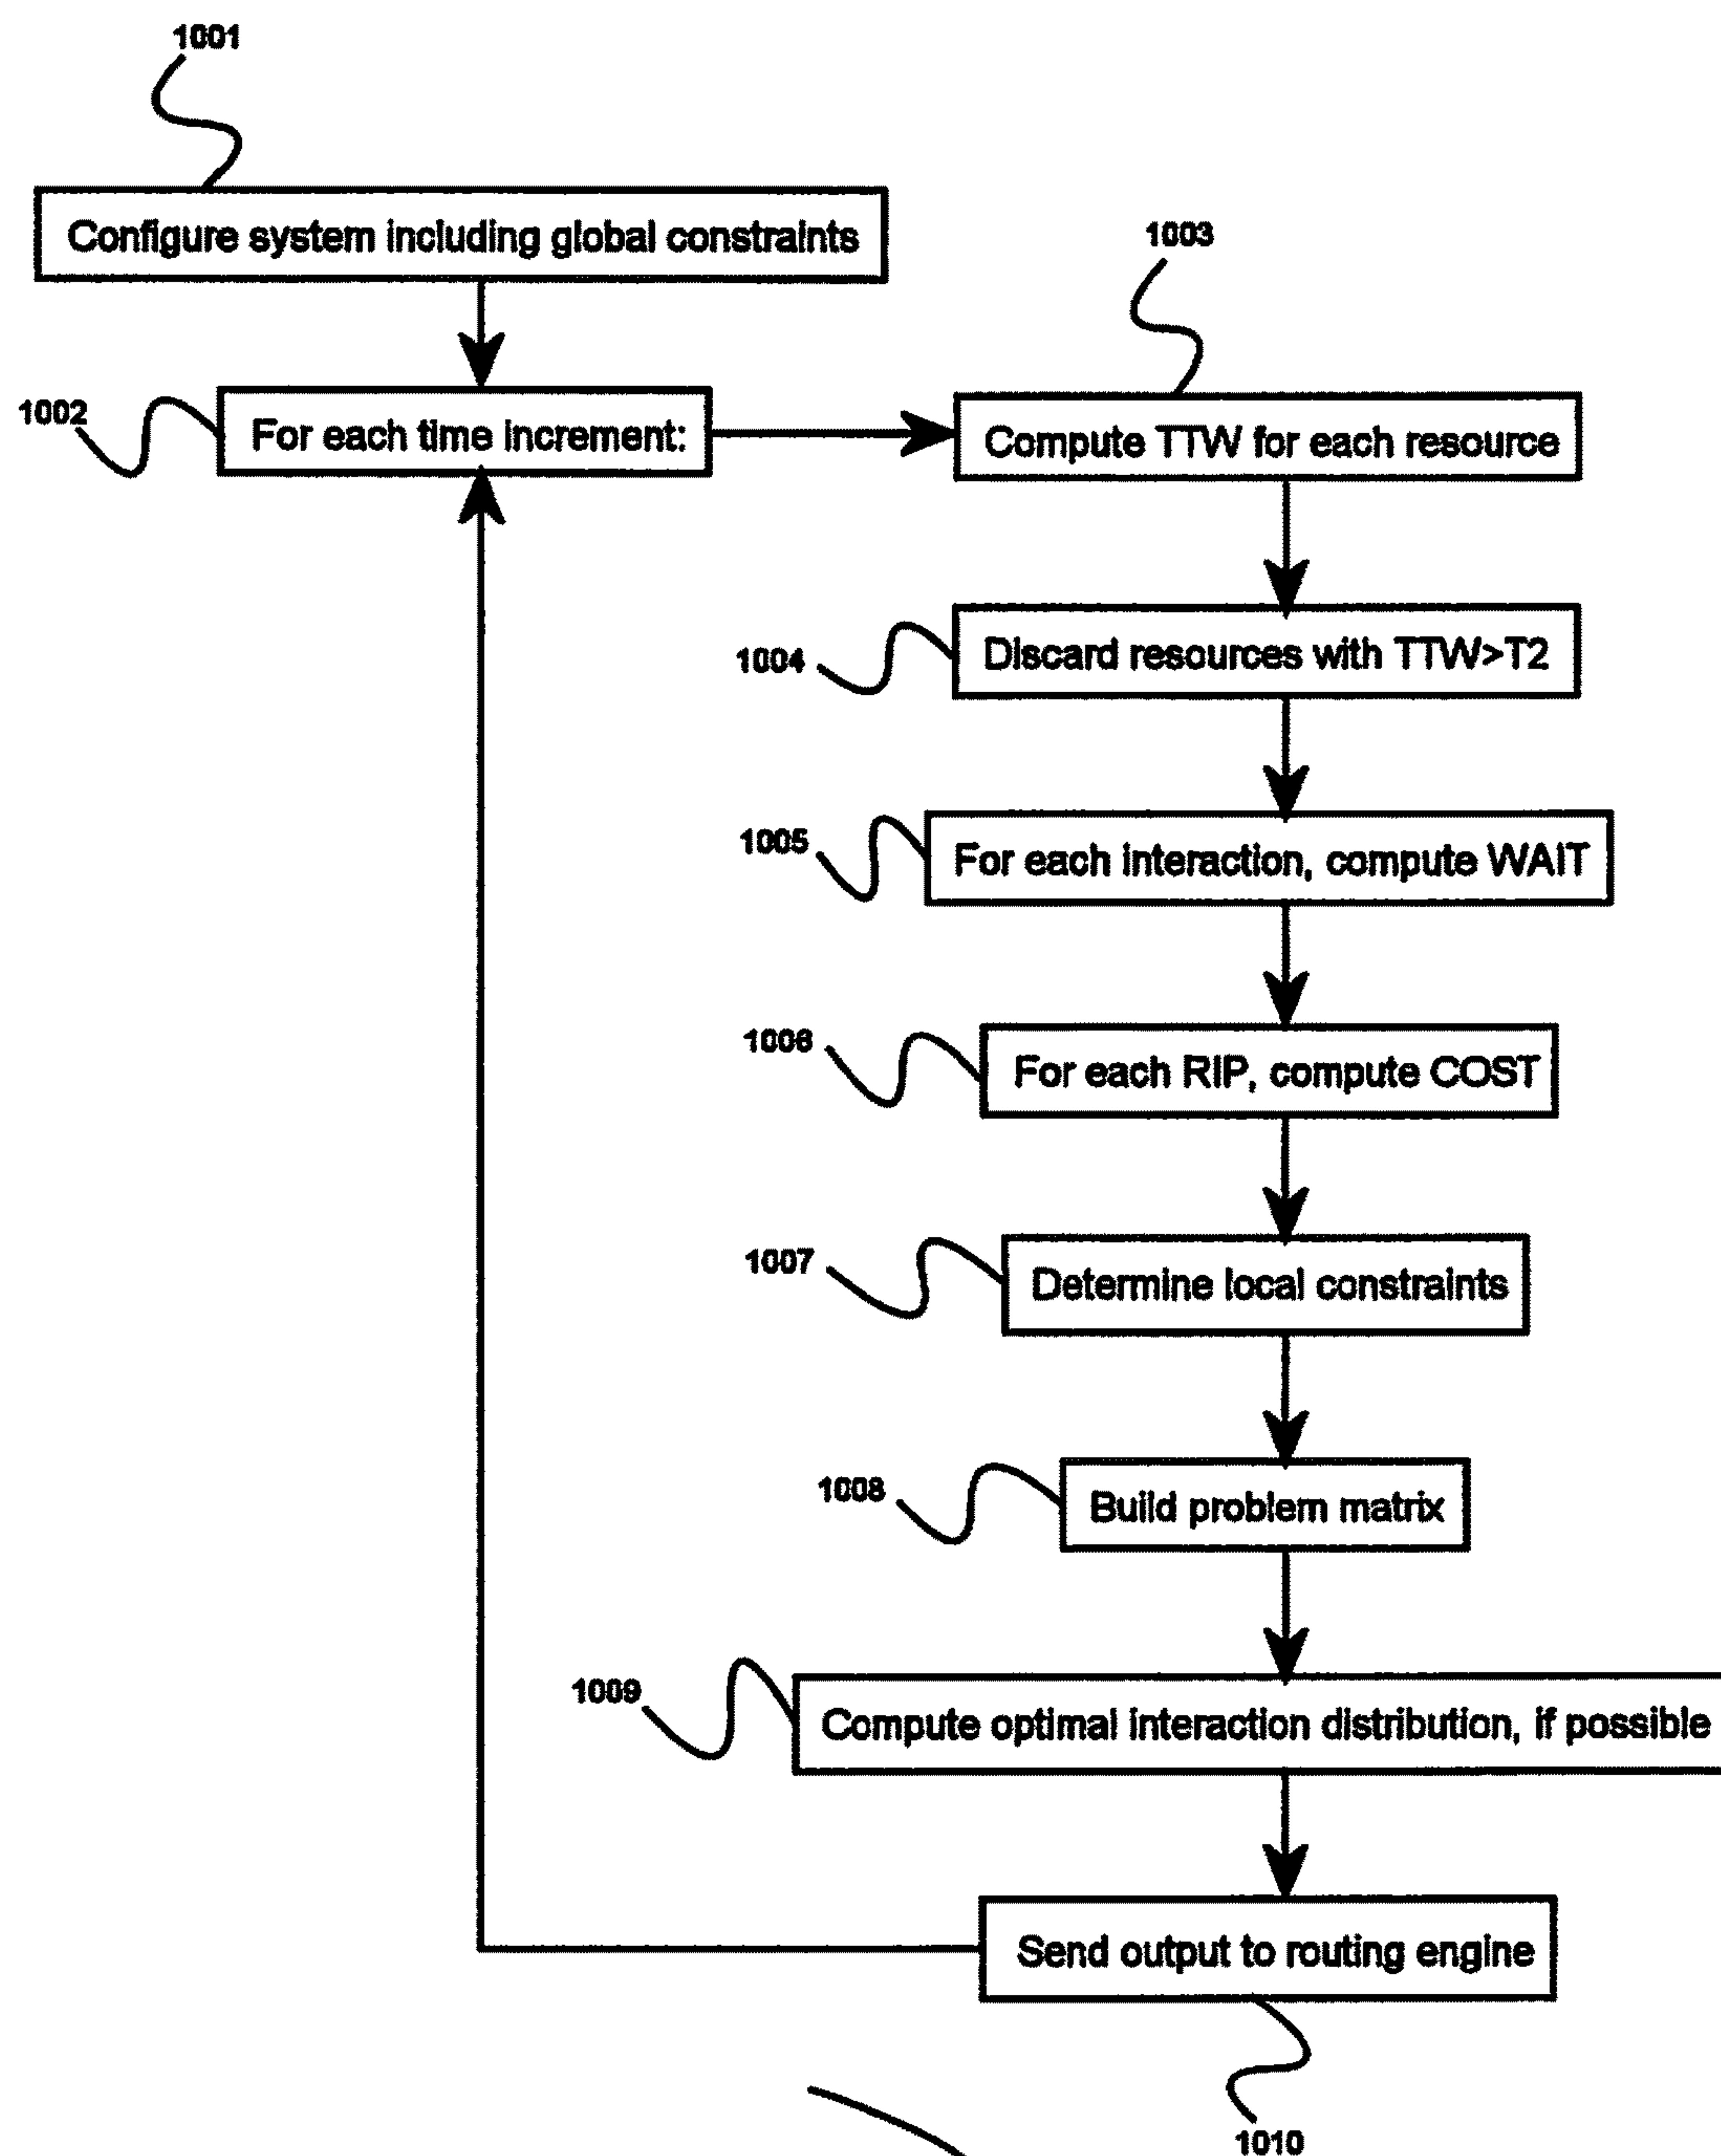 1001
Configure system including global constraints
1003
1002
For each time increment:
Compute TTW for each resource
1004
Discard resources with TTW>T2
1005
For each interaction, compute WAIT
1006
For each RIP, compute COST
1007
Determine local constraints
1008
Build problem matrix
1009
Compute optimal interaction distribution, if possible
Send output to routing engine
1010